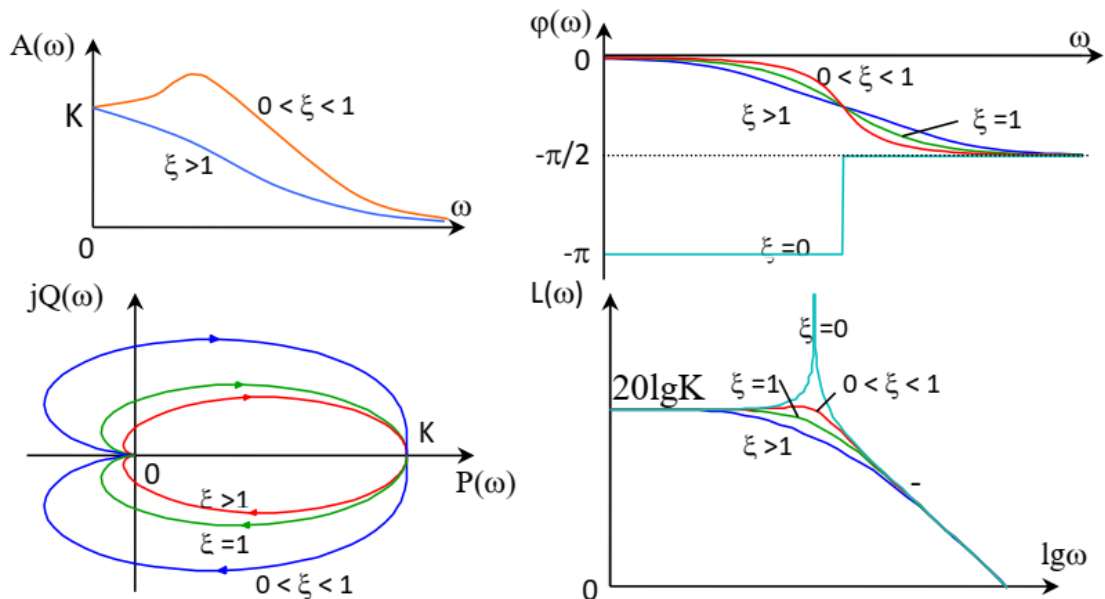 A(ω)
K
0 < ξ < 1
ξ >1
ω
0
φ(ω)
ω
0
0 < ξ < 1
ξ >1
ξ =1
-π/2
-π
ξ =0
jQ(ω)
K
0
P(ω)
ξ >1
ξ =1
0 < ξ < 1
L(ω)
ξ =0
20lgK
ξ =1
0 < ξ < 1
ξ >1
-
lgω
0